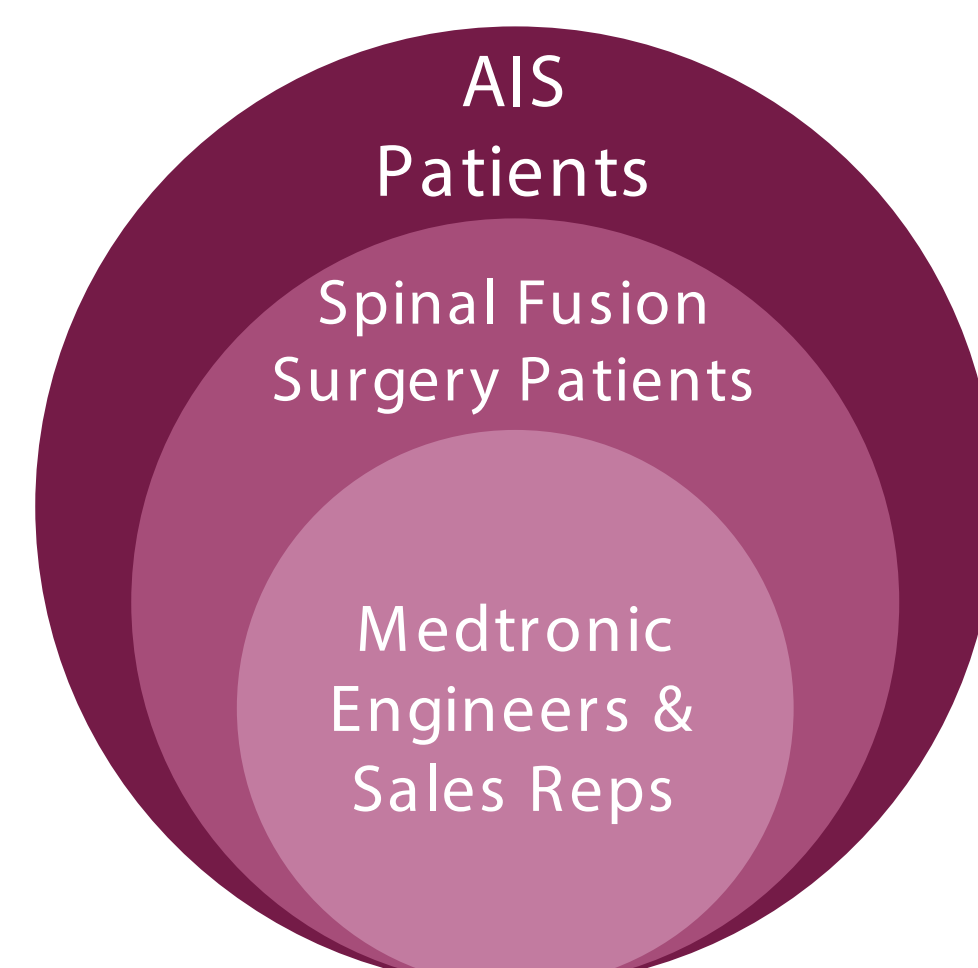 AIS
Patients
Spinal Fusion
Surgery Patients
Medtronic
Engineers &
Sales Reps